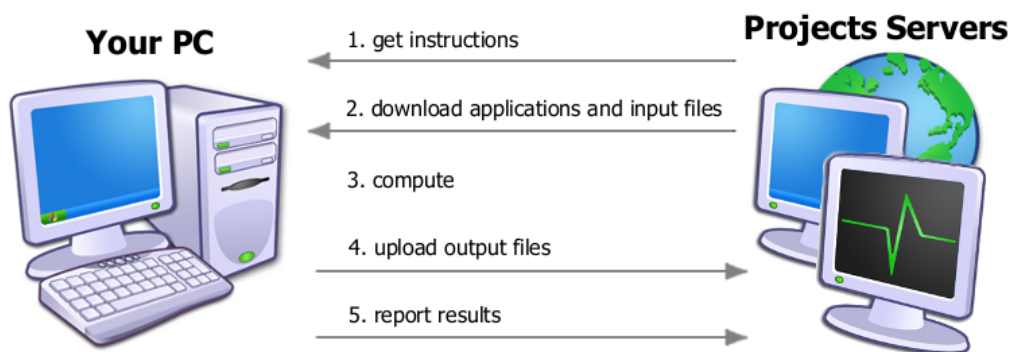 Your PC
Projects Servers
1. get instructions
2. download applications and input files
3. compute
4. upload output files
5. report results